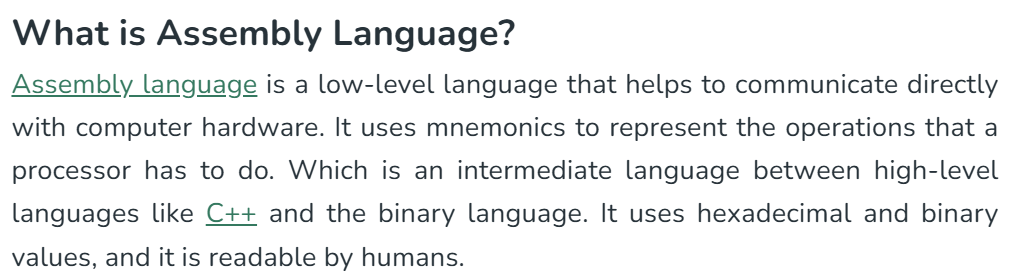 What is Assembly Language?
Assembly language is a low-level language that helps to communicate directly
with computer hardware. It uses mnemonics to represent the operations that a
processor has to do. Which is an intermediate language between high-level
languages like C++ and the binary language. It uses hexadecimal and binary
values, and it is readable by humans.